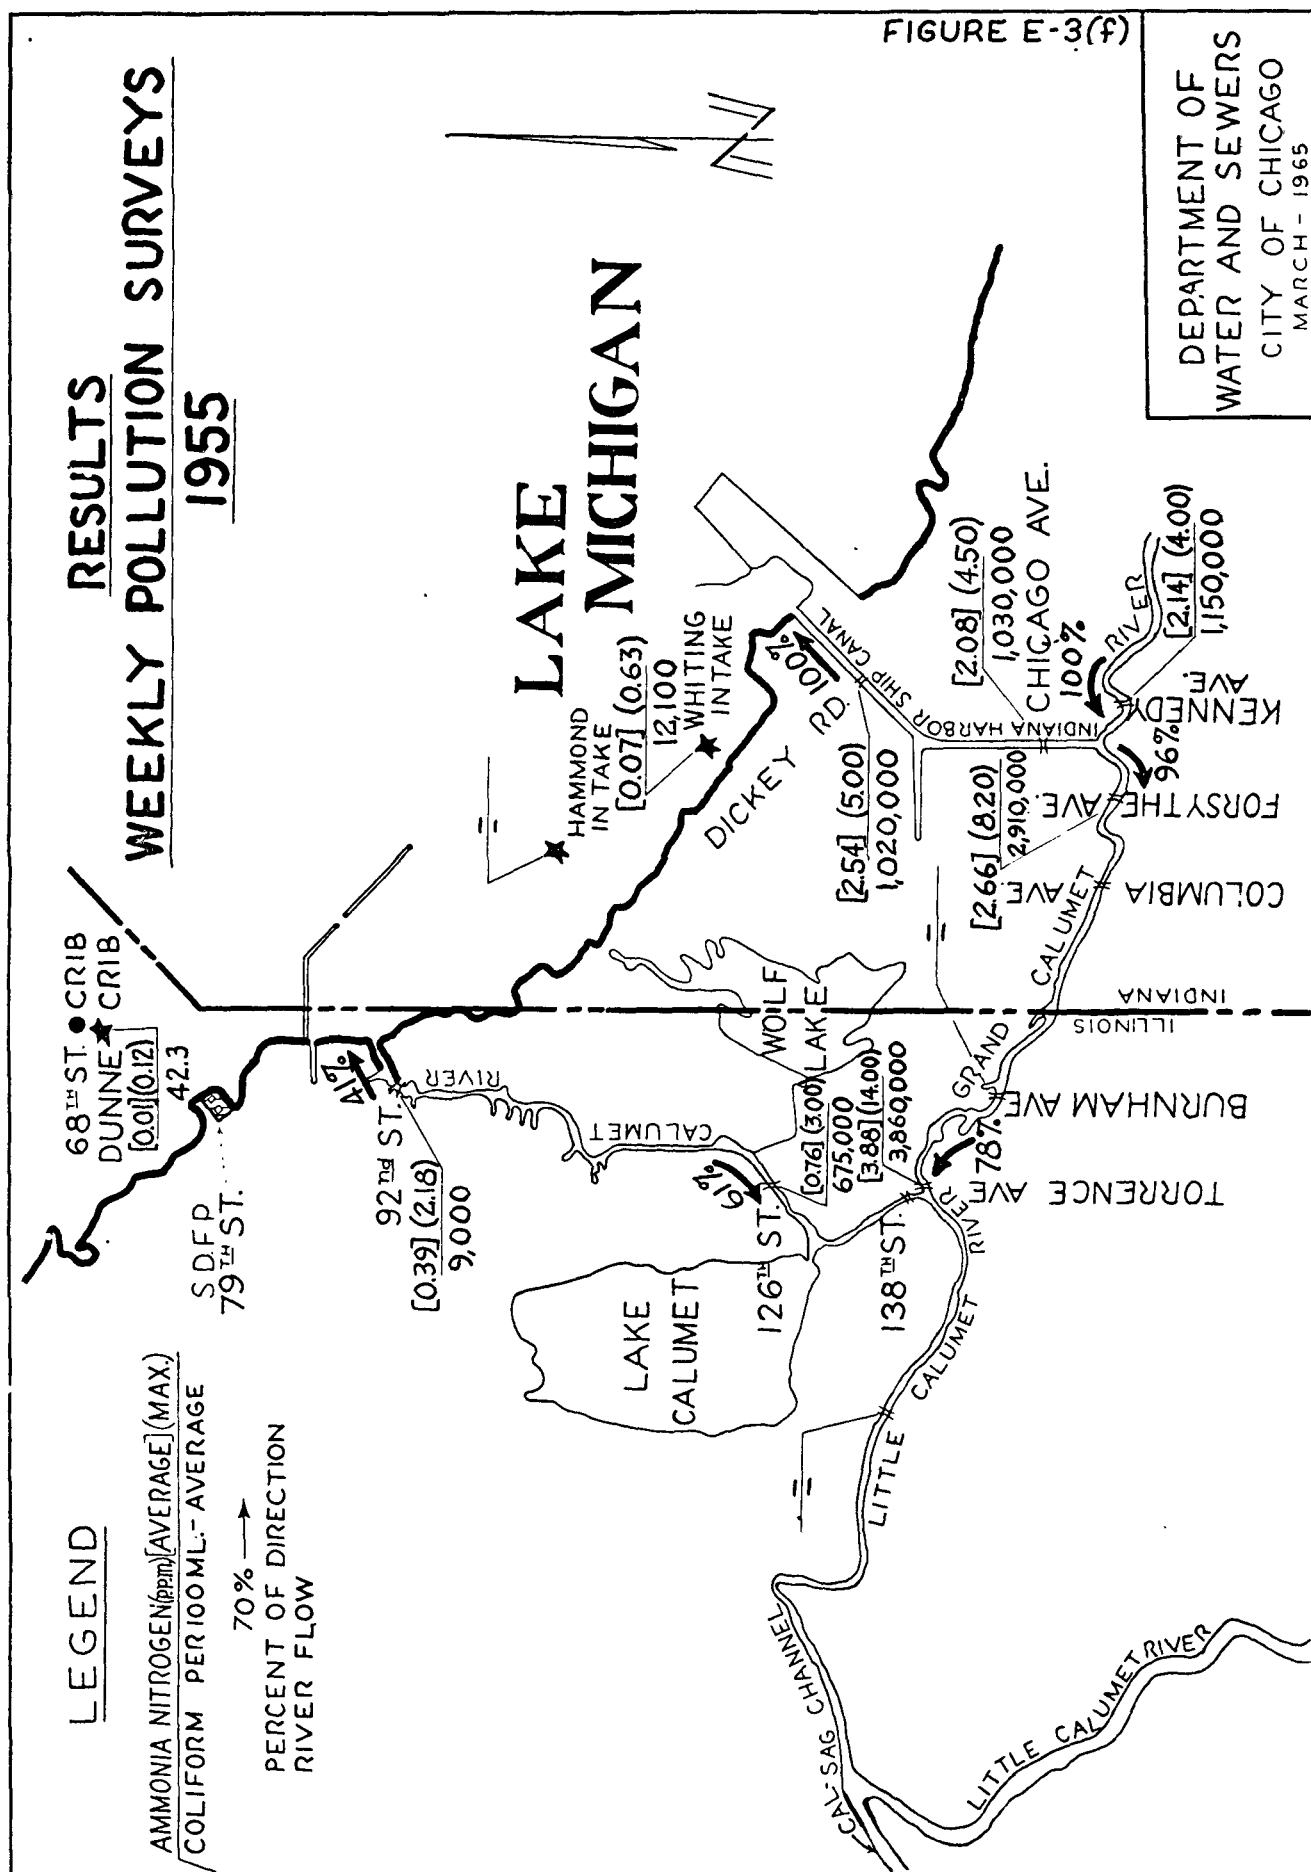 FIGURE E-3(f)
RESULTS
WEEKLY POLLUTION SURVEYS
1955
LEGEND
AMMONIA NITROGEN(ppm)[AVERAGE](MAX.)
COLIFORM PER 100 ML.- AVERAGE
70% →
PERCENT OF DIRECTION
RIVER FLOW
68TH ST. CRIB
DUNNE CRIB
[0.01](0.12)
42.3
S.D.F.P.
79TH ST.
41%
92nd ST.
[0.39] (2.18)
9,000
LAKE
MICHIGAN
HAMMOND
INTAKE
[0.07] (0.63)
12,100
WHITING
INTAKE
CALUMET
RIVER
LAKE
CALUMET
61%
126TH ST.
[0.76] (3.00)
675,000
WOLF
LAKE
DICKEY RD.
100%
INDIANA HARBOR SHIP CANAL
[2.54] (5.00)
1,020,000
138TH ST.
[3.88] (14.00)
3,860,000
[2.66] (8.20)
2,910,000
[2.08] (4.50)
1,030,000
CHICAGO AVE.
100%
[2.14] (4.00)
1,150,000
LITTLE CALUMET RIVER
GRAND CALUMET RIVER
78%
96%
TORRENCE AVE
BURNHAM AVE
ILLINOIS
INDIANA
COLUMBIA AVE
FORSYTHE AVE.
KENNEDY AVE.
CAL-SAG CHANNEL
LITTLE CALUMET RIVER
DEPARTMENT OF
WATER AND SEWERS
CITY OF CHICAGO
MARCH - 1965